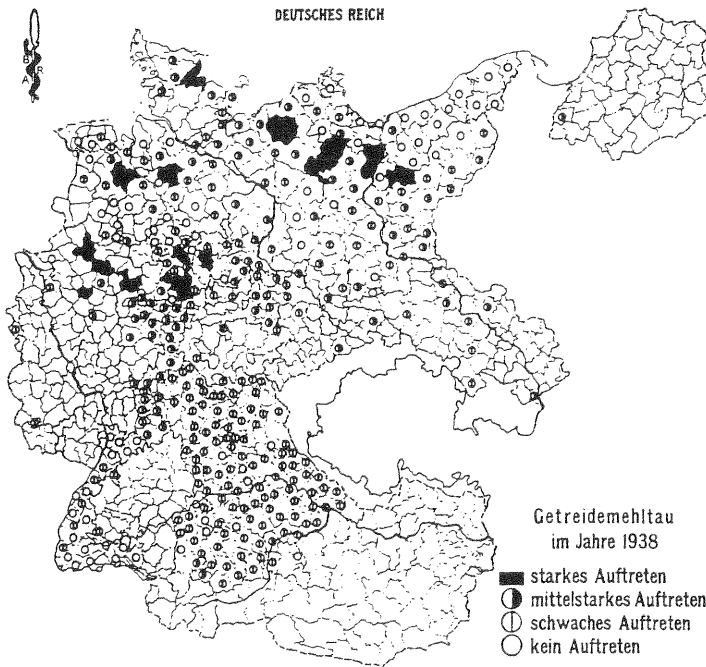 DEUTSCHES REICH
Getreidemehltau
im Jahre 1938
starkes Auftreten
mittelstarkes Auftreten
schwaches Auftreten
kein Auftreten